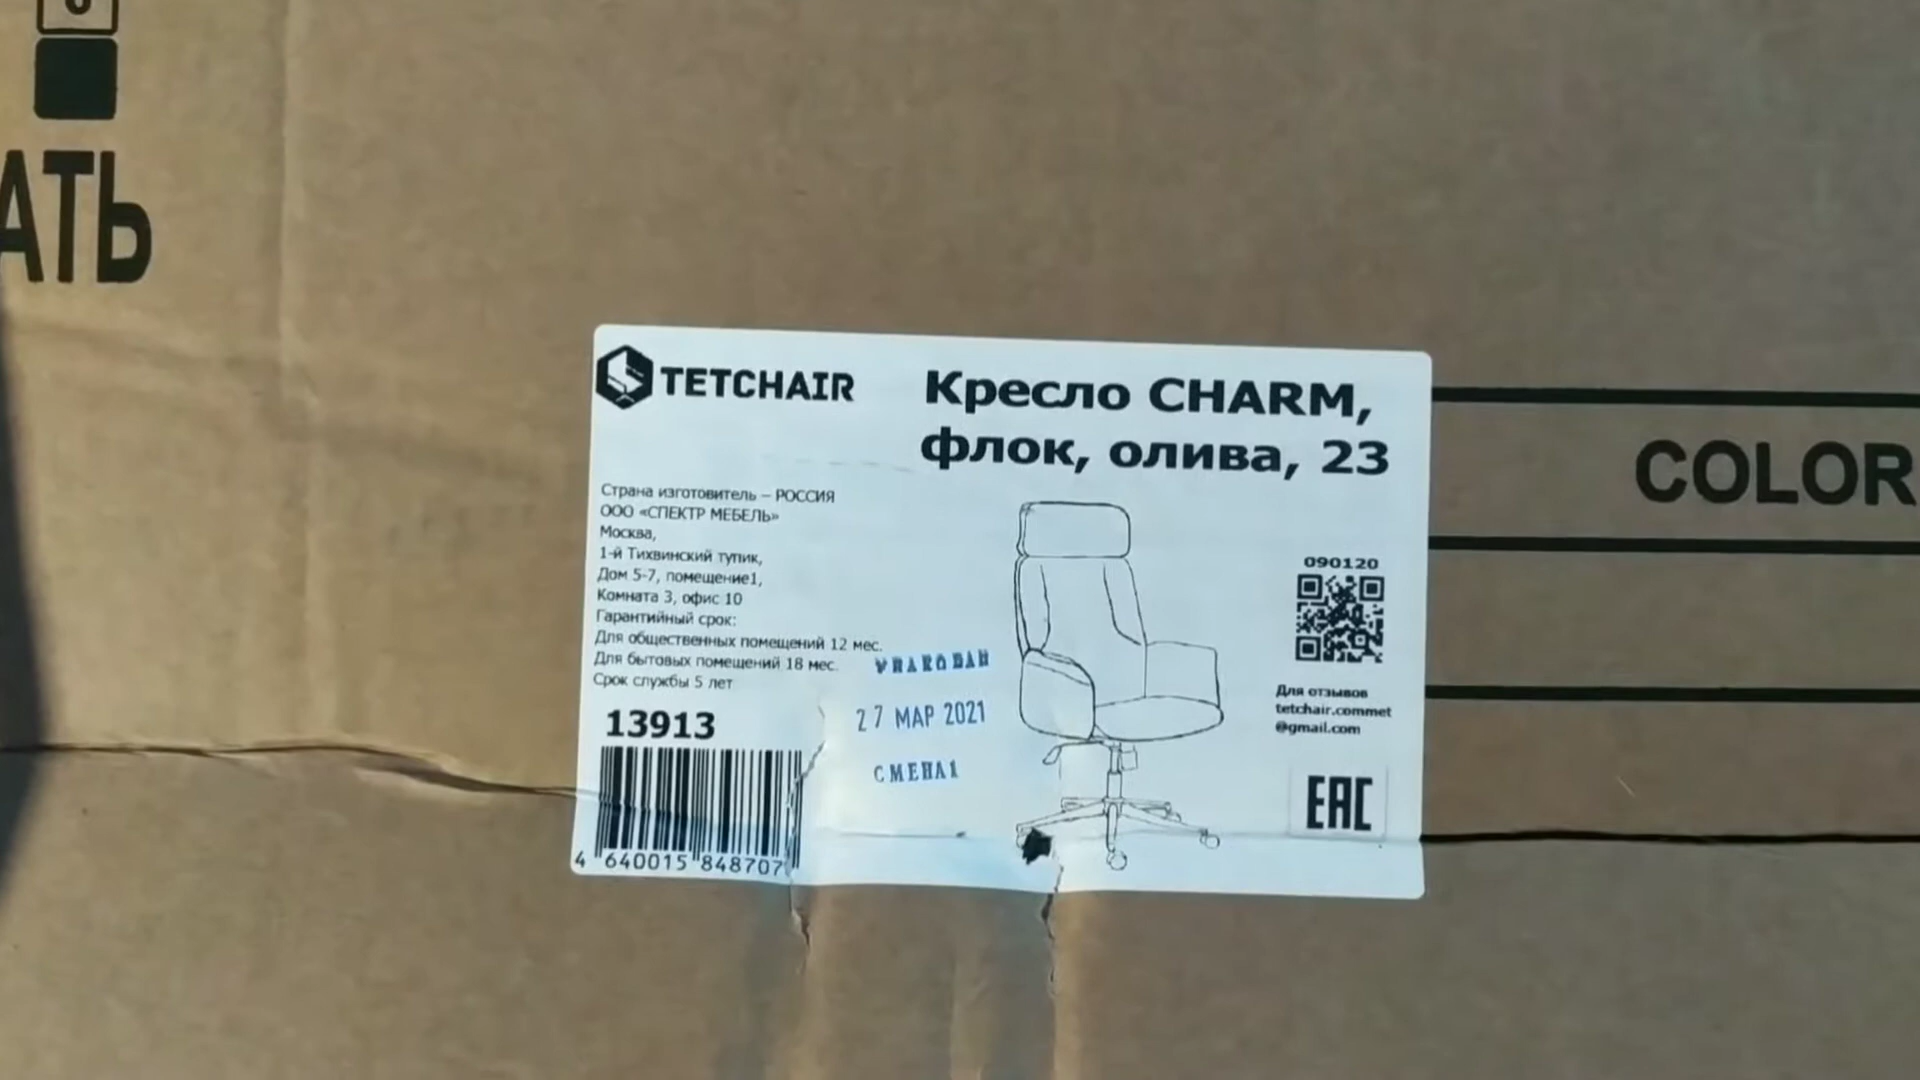 АТЬ
TETCHAIR
Кресло CHARM,
флок, олива, 23
COLOR
Страна изготовитель – РОССИЯ
ООО «СПЕКТР МЕБЕЛЬ»
Москва,
1-й Тихвинский тупик,
Дом 5-7, помещение1,
Комната 3, офис 10
Гарантийный срок:
Для общественных помещений 12 мес.
Для бытовых помещений 18 мес.
Срок службы 5 лет
УПАКОВАН
27 МАР 2021
СМЕНА1
13913
4 640015 848707
090120
Для отзывов
tetchair.commet
@gmail.com
EAC